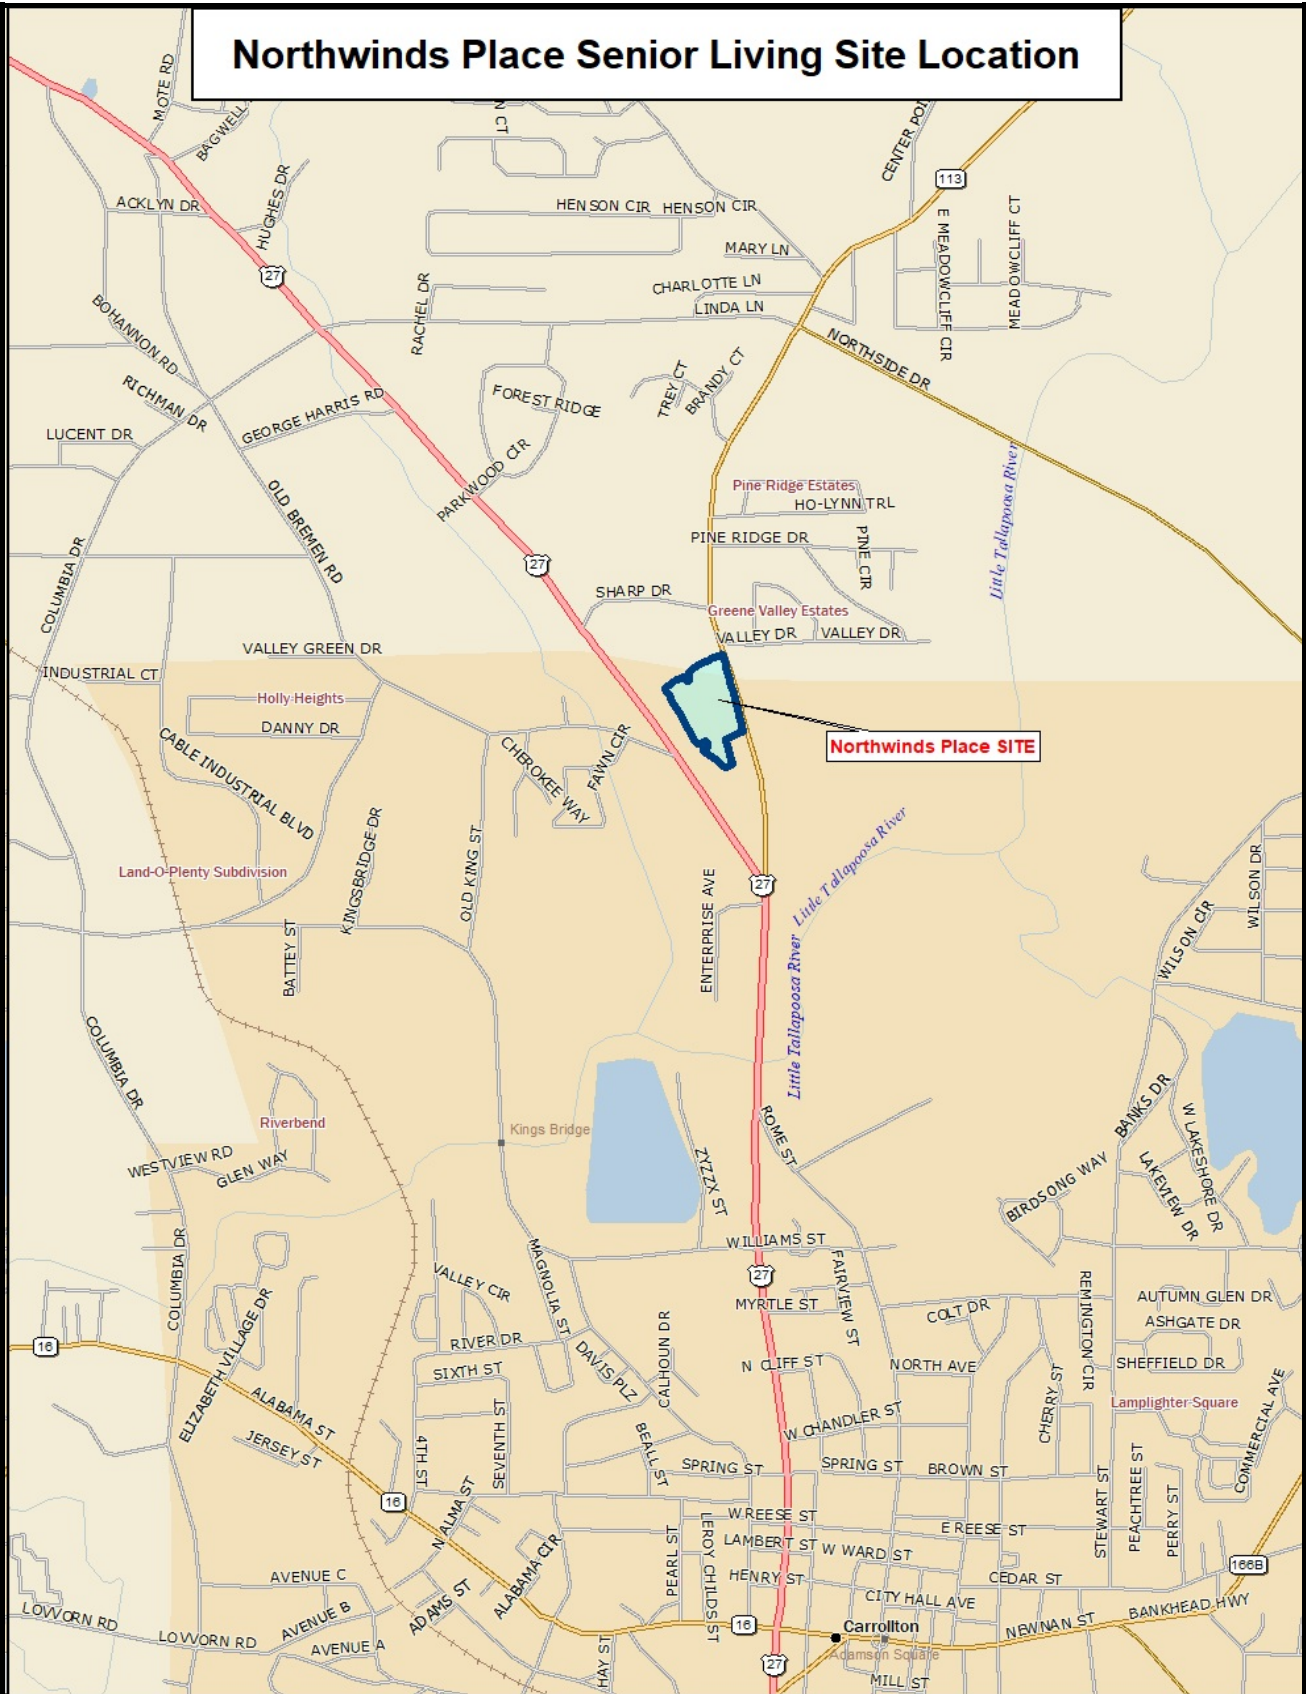 Northwinds Place Senior Living Site Location
MOTE RD
BAGWELL
N CT
CENTER POI
113
ACKLYN DR
HUGHES DR
HENSON CIR
HENSON CIR
E MEADOWCLIFF CIR
MEADOWCLIFF CT
MARY LN
27
RACHEL DR
CHARLOTTE LN
LINDA LN
BOHANNON RD
NORTHSIDE DR
RICHMAN DR
TREY CT
BRANDY CT
FOREST RIDGE
GEORGE HARRIS RD
LUCENT DR
PARKWOOD CIR
OLD BREMEN RD
Pine Ridge Estates
HO-LYNN TRL
Little Tallapoosa River
PINE RIDGE DR
PINE CIR
COLUMBIA DR
27
SHARP DR
Greene Valley Estates
VALLEY DR
VALLEY DR
VALLEY GREEN DR
INDUSTRIAL CT
Holly Heights
DANNY DR
CABLE INDUSTRIAL BLVD
CHEROKEE WAY
FAWN CIR
Northwinds Place SITE
KINGSBRIDGE DR
OLD KING ST
Little Tallapoosa River
Land-O-Plenty Subdivision
27
ENTERPRISE AVE
WILSON DR
WILSON CIR
BATTEY ST
Little Tallapoosa River
COLUMBIA DR
Riverbend
Kings Bridge
ROME ST
BANKS DR
W LAKESHORE DR
WESTVIEW RD
GLEN WAY
ZYZZX ST
BIRDSONG WAY
LAKEVIEW DR
COLUMBIA DR
MAGNOLIA ST
WILLIAMS ST
27
FAIRVIEW ST
VALLEY CIR
MYRTLE ST
COLT DR
REMINGTON CIR
AUTUMN GLEN DR
ASHGATE DR
16
ELIZABETH VILLAGE DR
RIVER DR
SIXTH ST
DAVIS PLZ
CALHOUN DR
N CLIFF ST
NORTH AVE
SHEFFIELD DR
CHERRY ST
Lamplighter Square
COMMERCIAL AVE
ALABAMA ST
JERSEY ST
4TH ST
SEVENTH ST
BEALL ST
W CHANDLER ST
SPRING ST
SPRING ST
BROWN ST
STEWART ST
PEACHTREE ST
PERRY ST
16
N ALMA ST
W REESE ST
E REESE ST
LAMBERT ST
W WARD ST
ALABAMA CIR
PEARL ST
LEROY CHILDS ST
HENRY ST
CEDAR ST
166B
AVENUE C
CITY HALL AVE
BANKHEAD HWY
LOVVORN RD
LOVVORN RD
AVENUE B
ADAMS ST
AVENUE A
16
Carrollton
NEWNAN ST
Adamson Square
HAY ST
27
MILL ST